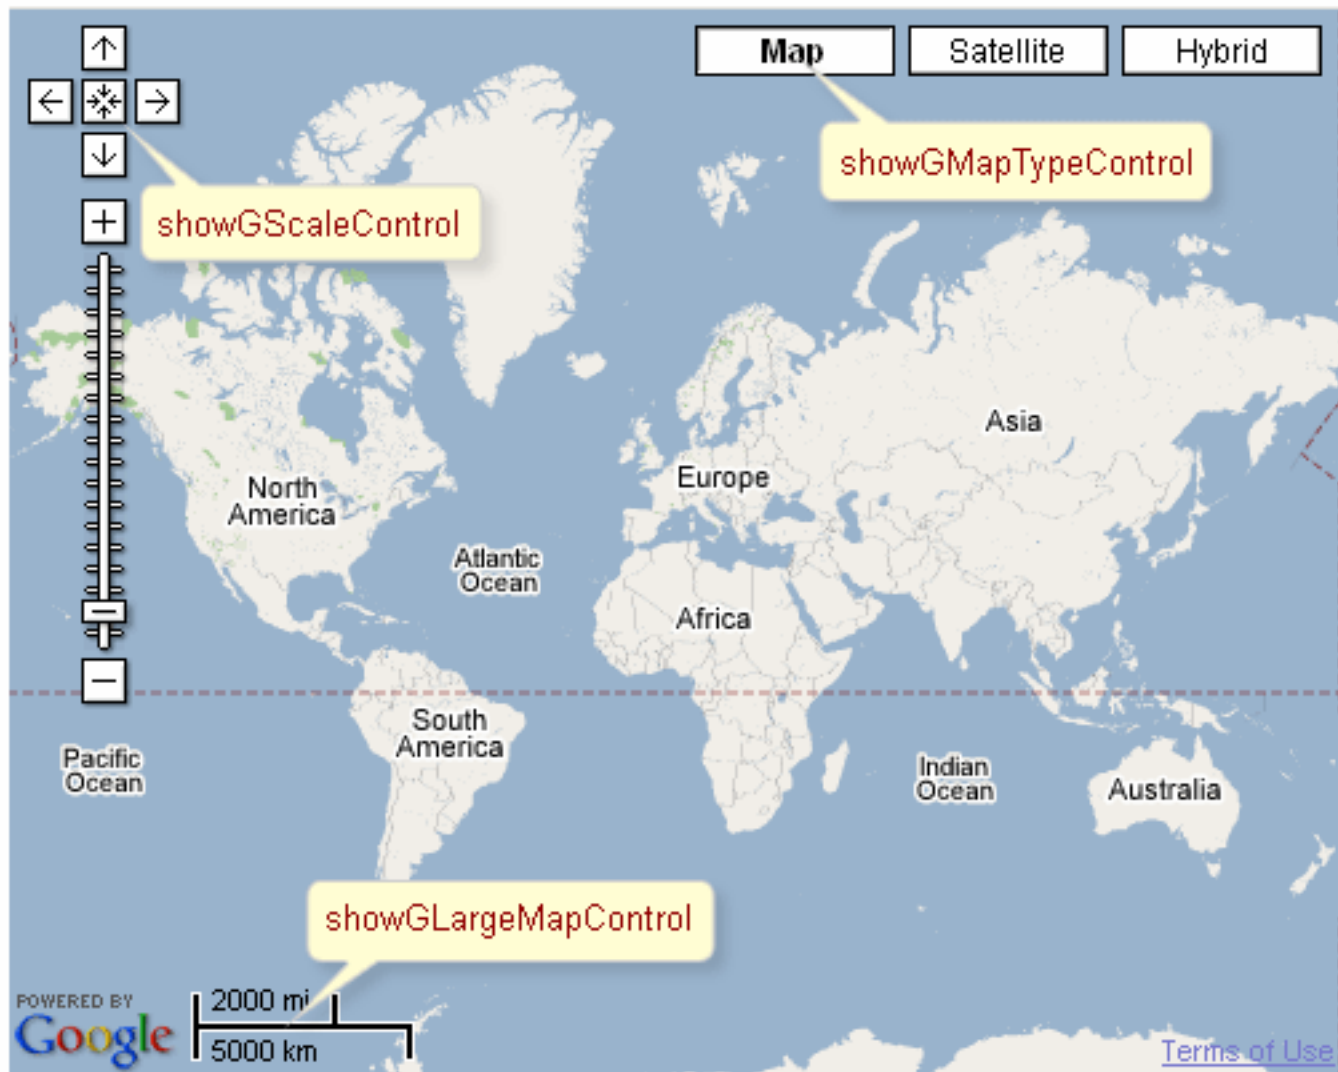 Map
Satellite
Hybrid
showGMapTypeControl
showGScaleControl
Asia
Europe
North
America
Atlantic
Ocean
Africa
South
America
Pacific
Ocean
Indian
Ocean
Australia
showGLargeMapControl
POWERED BY
Google
2000 mi
5000 km
Terms of Use